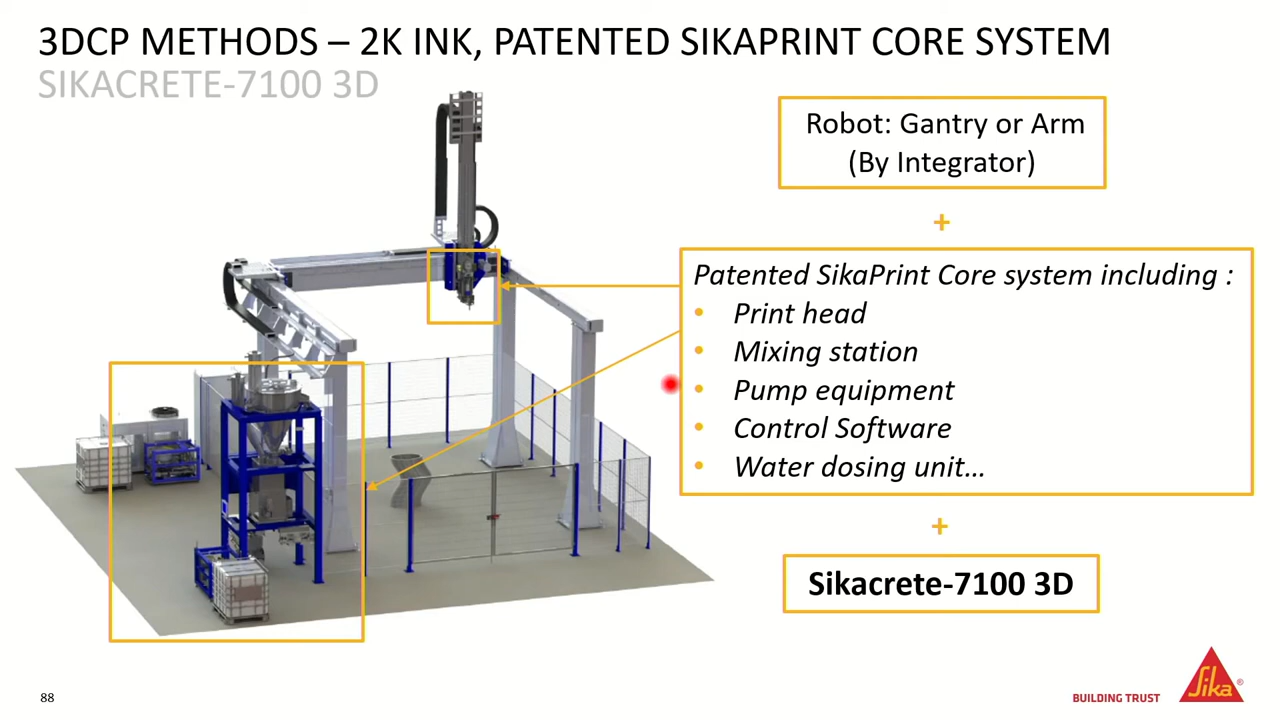 3DCP METHODS – 2K INK, PATENTED SIKAPRINT CORE SYSTEM
SIKACRETE-7100 3D
Robot: Gantry or Arm
(By Integrator)
+
Patented SikaPrint Core system including :
• Print head
• Mixing station
• Pump equipment
• Control Software
• Water dosing unit…
+
Sikacrete-7100 3D
88
BUILDING TRUST
Sika®